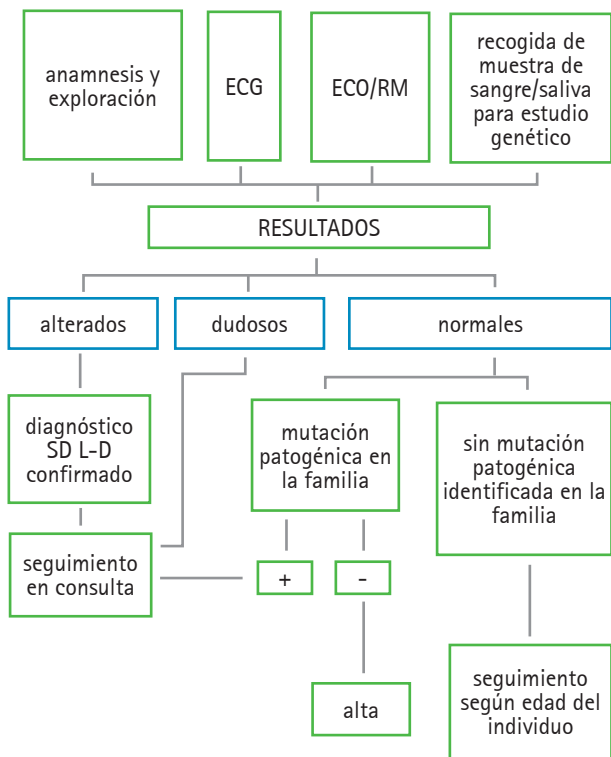 anamnesis y
exploración
ECG
ECO/RM
recogida de
muestra de
sangre/saliva
para estudio
genético
RESULTADOS
alterados
dudosos
normales
diagnóstico
SD L-D
confirmado
mutación
patogénica en
la familia
sin mutación
patogénica
identificada en la
familia
seguimiento
en consulta
+
-
alta
seguimiento
según edad del
individuo